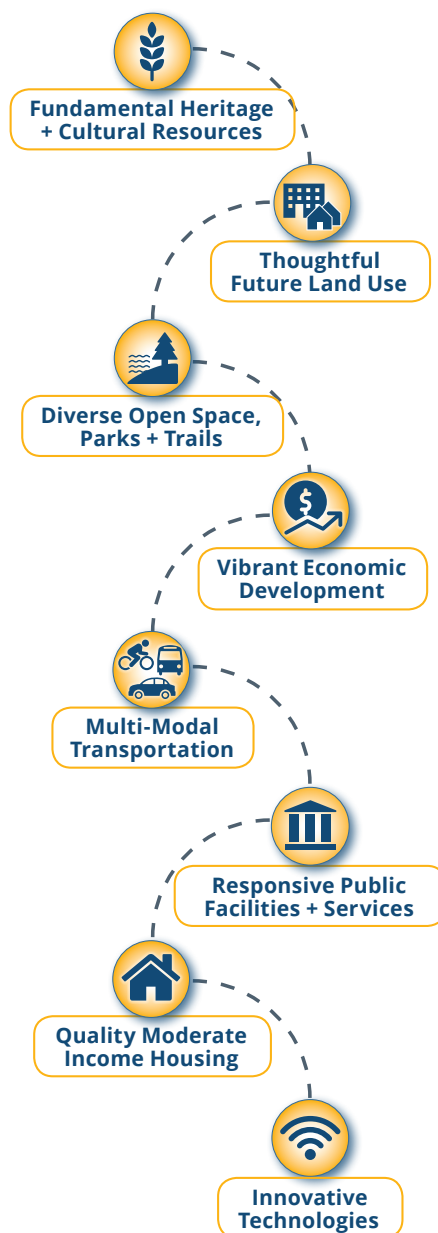 Fundamental Heritage
+ Cultural Resources
Thoughtful
Future Land Use
Diverse Open Space,
Parks + Trails
$
Vibrant Economic
Development
Multi-Modal
Transportation
Responsive Public
Facilities + Services
Quality Moderate
Income Housing
Innovative
Technologies